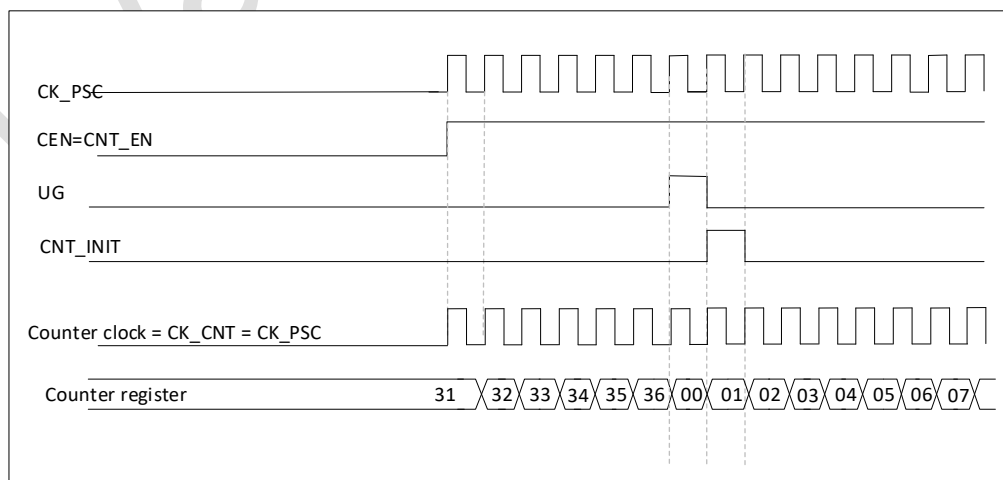 CK_PSC
CEN=CNT_EN
UG
CNT_INIT
Counter clock = CK_CNT = CK_PSC
Counter register 31 32 33 34 35 36 00 01 02 03 04 05 06 07